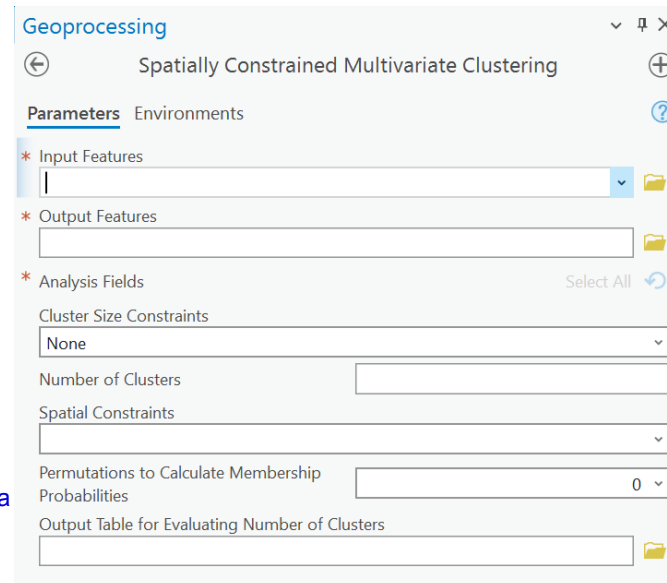 Geoprocessing
Spatially Constrained Multivariate Clustering
Parameters Environments
* Input Features
* Output Features
* Analysis Fields Select All
Cluster Size Constraints
None
Number of Clusters
Spatial Constraints
Permutations to Calculate Membership
Probabilities
0
a
Output Table for Evaluating Number of Clusters